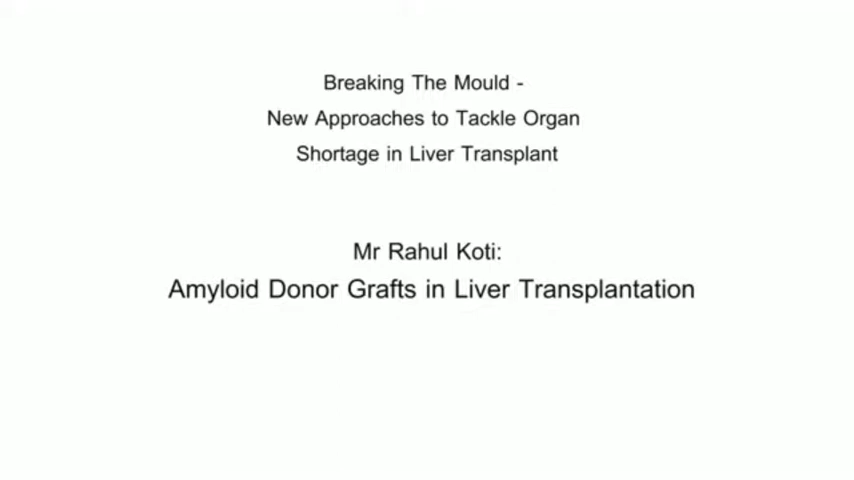 Breaking The Mould -
New Approaches to Tackle Organ
Shortage in Liver Transplant
Mr Rahul Koti:
Amyloid Donor Grafts in Liver Transplantation